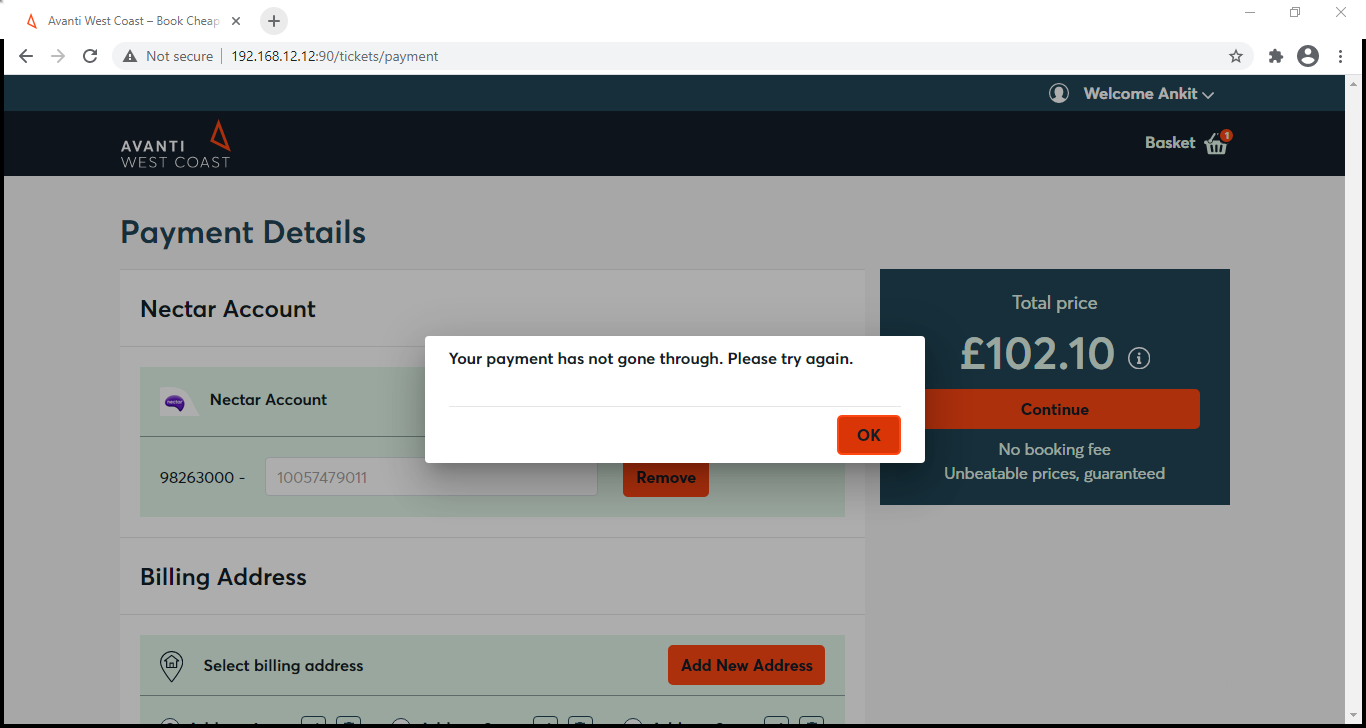 Avanti West Coast – Book Cheap
Not secure
192.168.12.12:90/tickets/payment
Welcome Ankit
AVANTI
WEST COAST
Basket
1
Payment Details
Nectar Account
Total price
£102.10
Your payment has not gone through. Please try again.
nectar
Nectar Account
Continue
OK
No booking fee
98263000 -
10057479011
Remove
Unbeatable prices, guaranteed
Billing Address
Select billing address
Add New Address